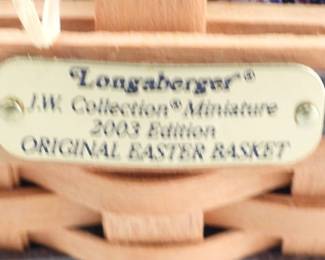 Longaberger®
J.W. Collection® Miniature
2003 Edition
ORIGINAL EASTER BASKET